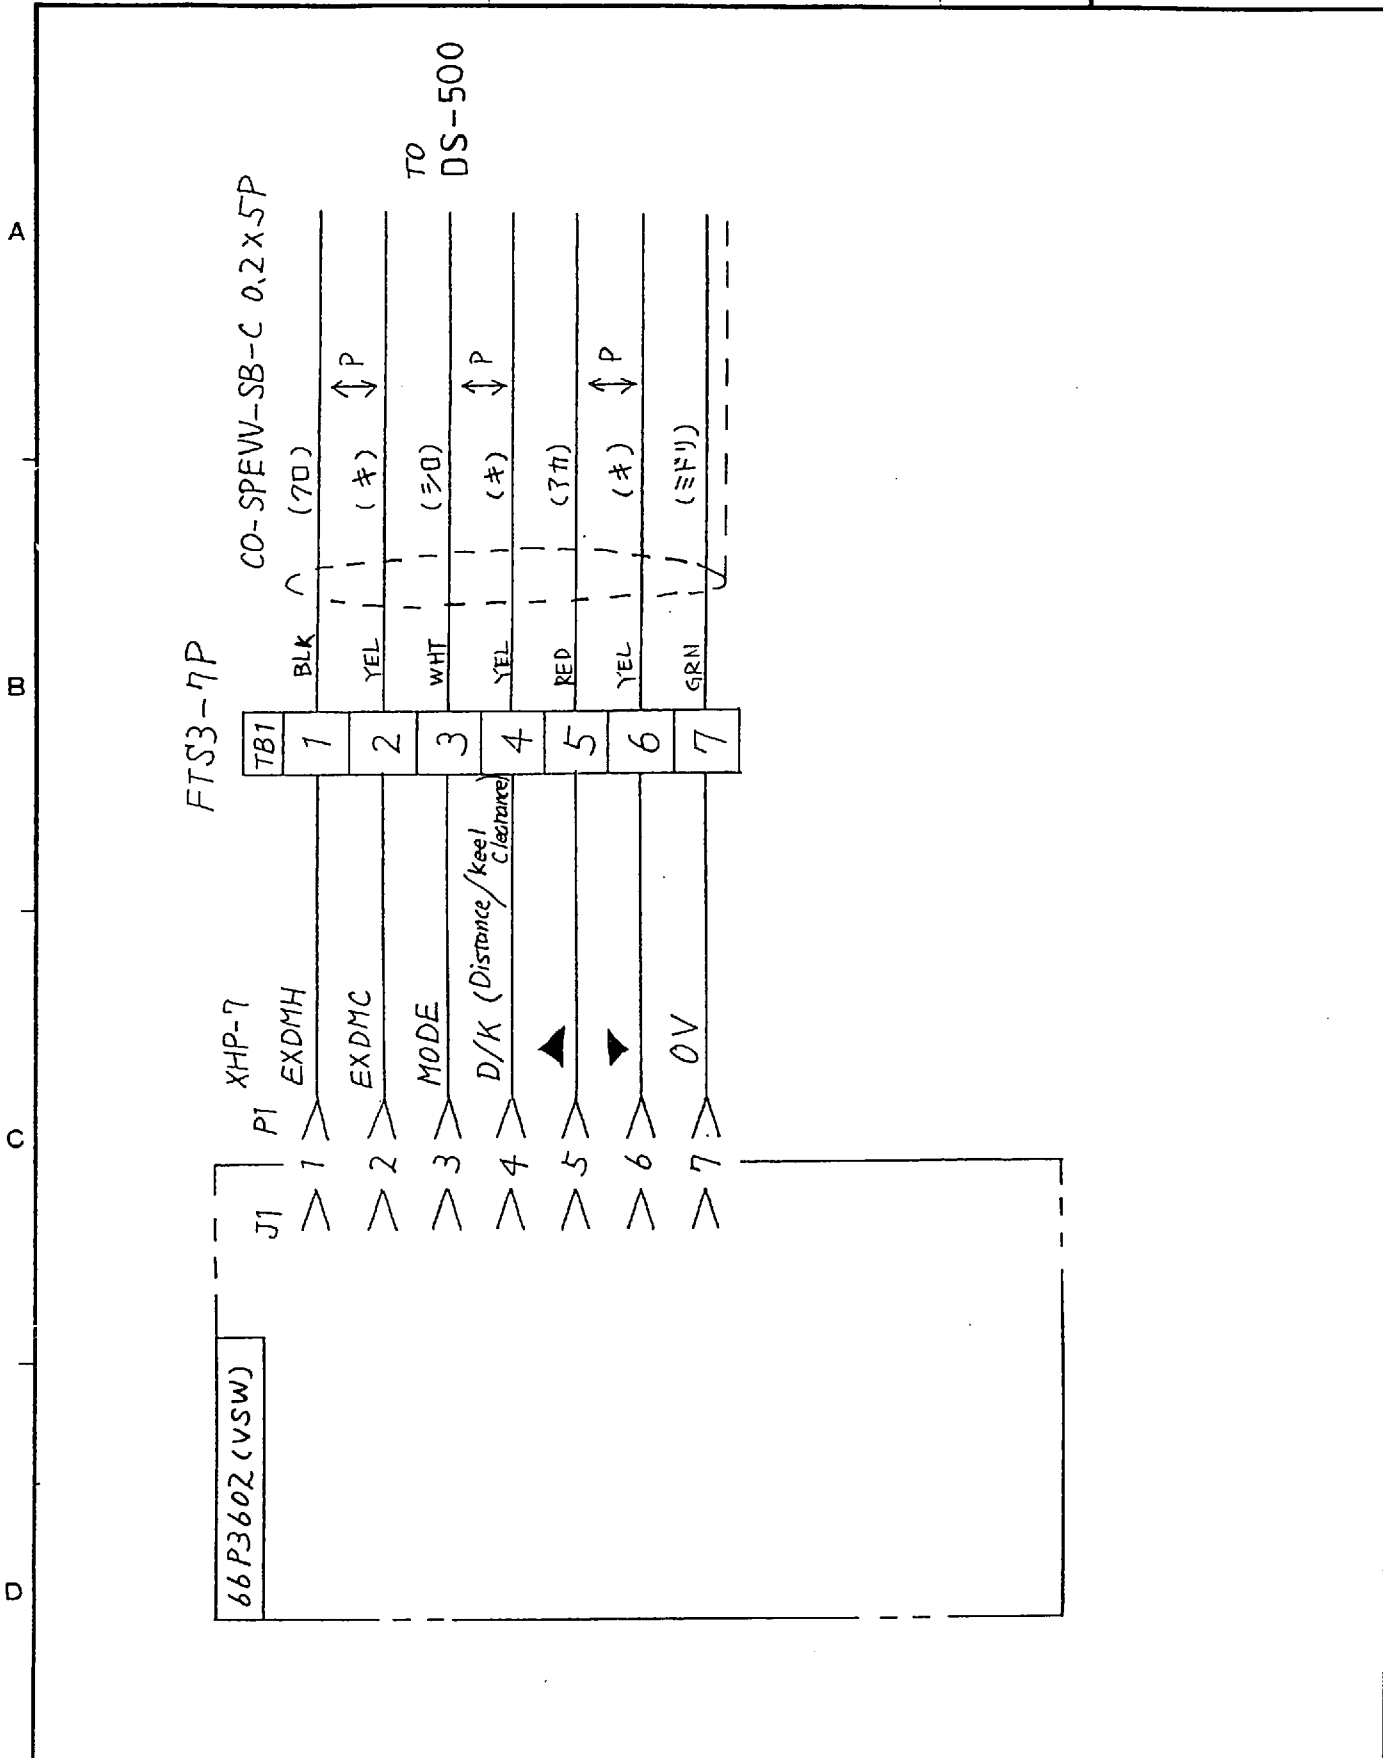 A
B
C
D
66P3602 (VSW)
J1
P1
XHP-7
FTS3-7P
TB1
CO-SPEVV-SB-C 0.2×5P
TO
DS-500
1 EXDMH 1 BLK (クロ)
P
2 EXDMC 2 YEL (キ)
3 MODE 3 WHT (シロ)
P
4 D/K (Distance/Keel Clearance) 4 YEL (キ)
5 ▲ 5 RED (アカ)
P
6 ▼ 6 YEL (キ)
7 0V 7 GRN (ミドリ)